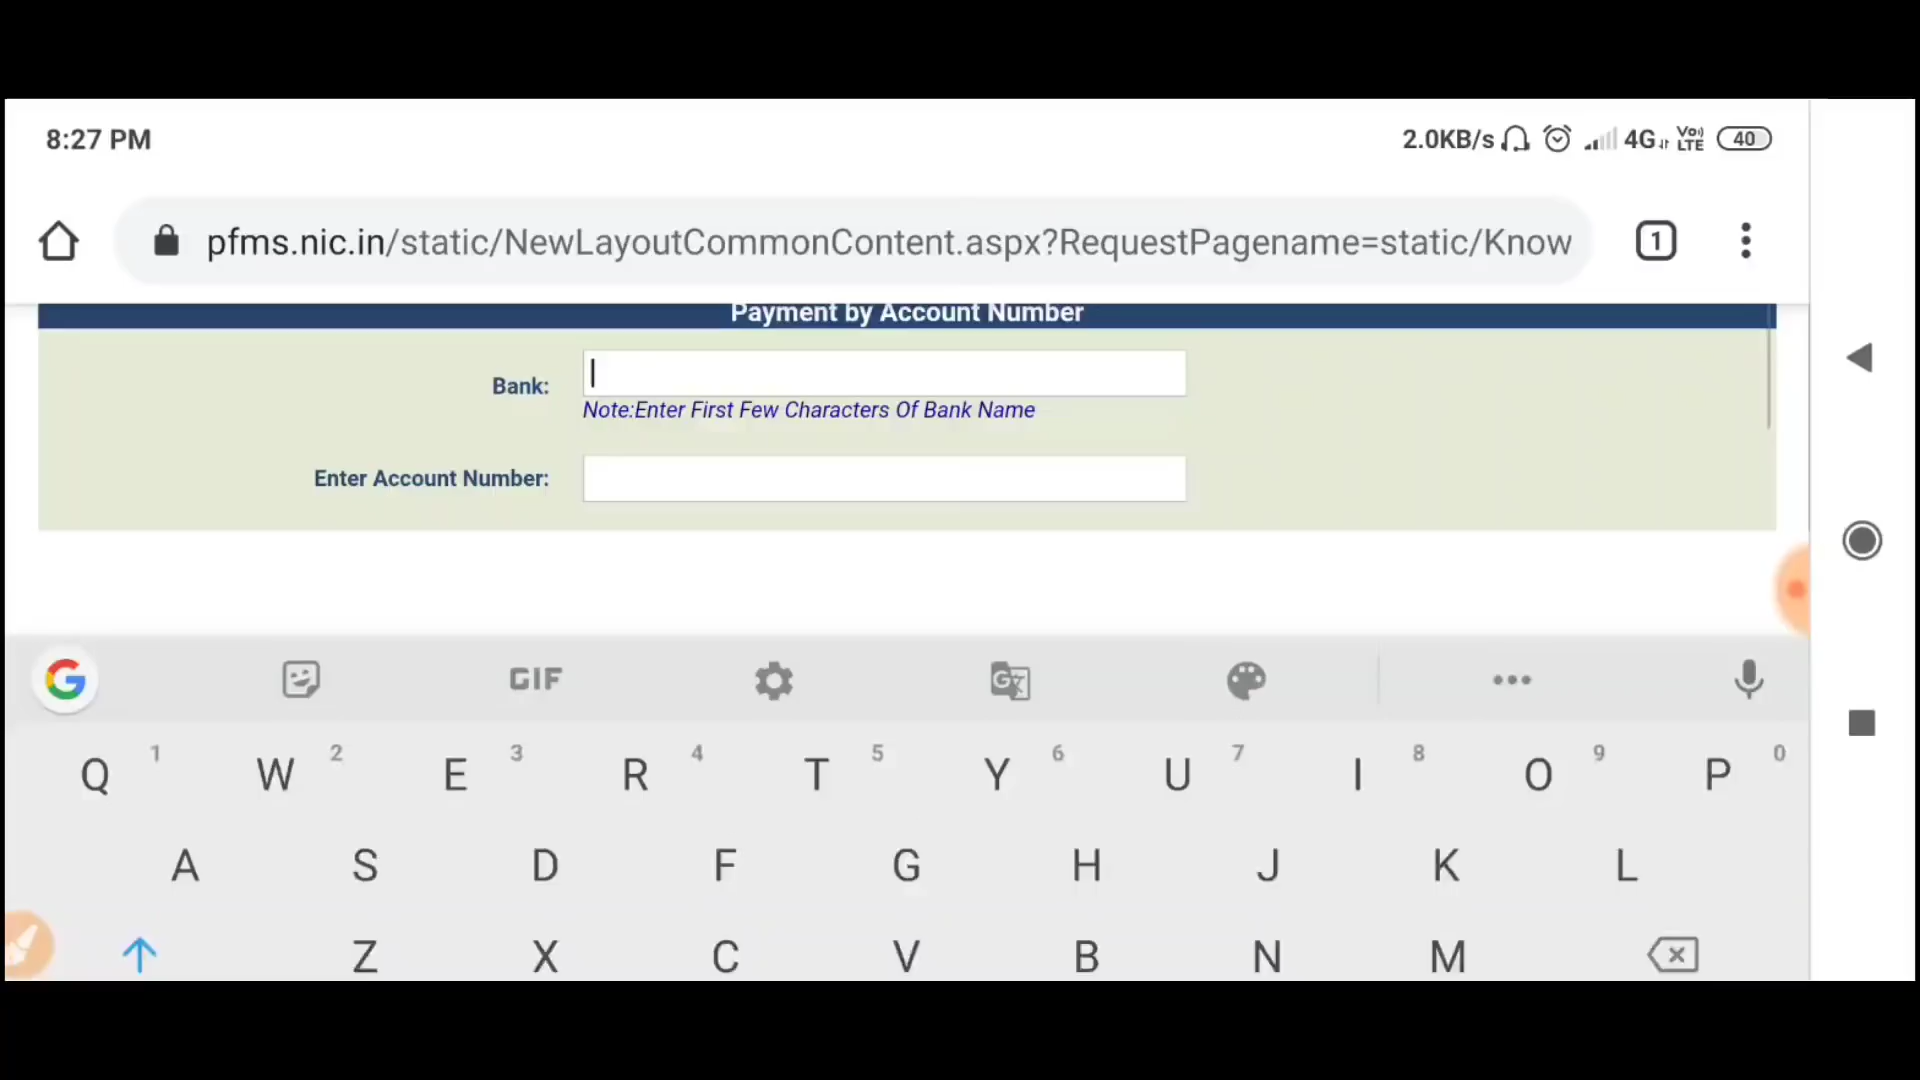 8:27 PM
2.0KB/s 4G Vo) LTE 40
pfms.nic.in/static/NewLayoutCommonContent.aspx?RequestPagename=static/Know
1
Payment by Account Number
Bank:
Note:Enter First Few Characters Of Bank Name
Enter Account Number:
G GIF G
1 2 3 4 5 6 7 8 9 0
Q W E R T Y U I O P
A S D F G H J K L
Z X C V B N M